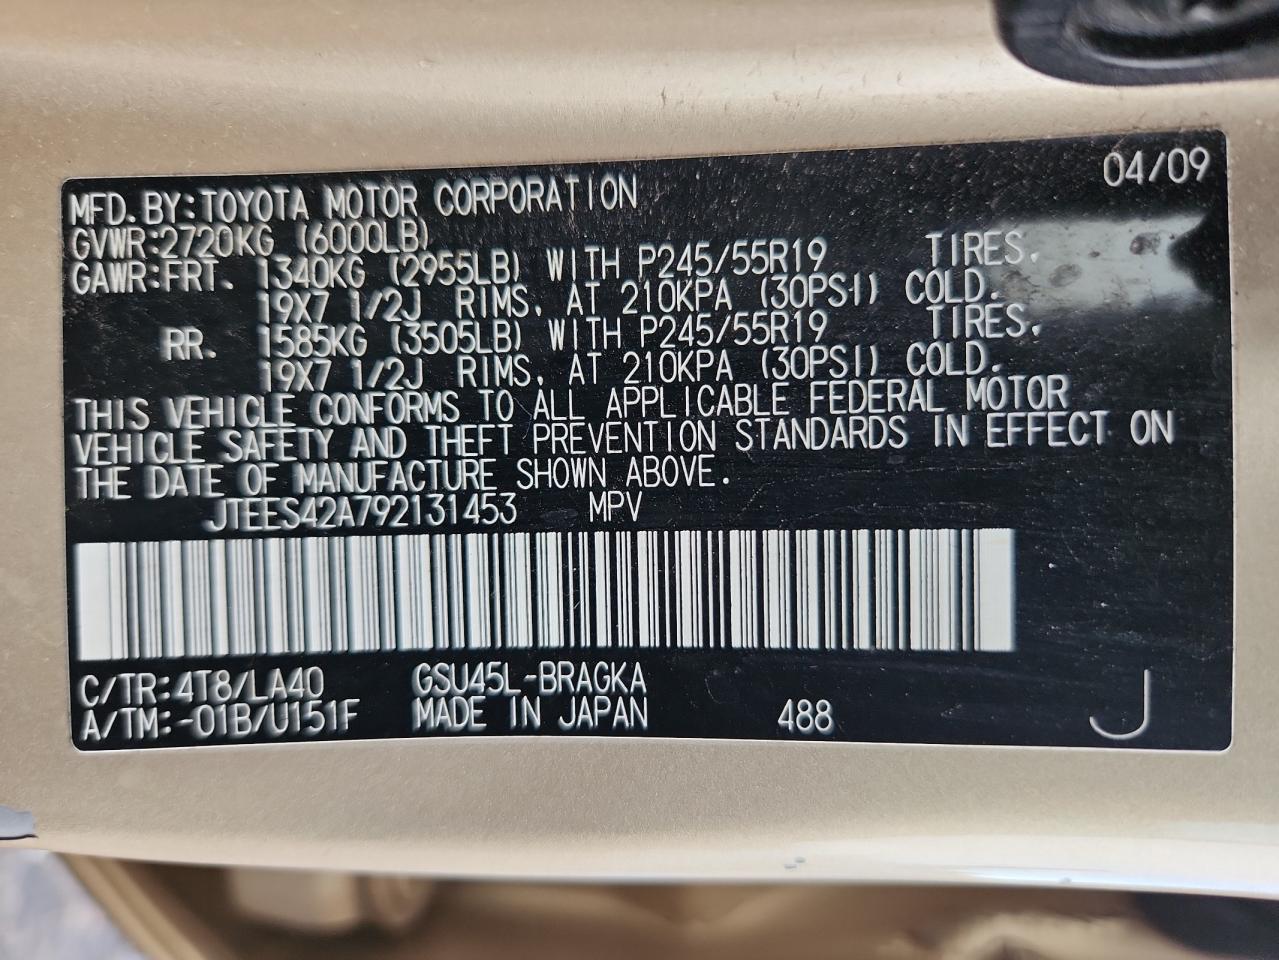 04/09
MFD. BY: TOYOTA MOTOR CORPORATION
GVWR: 2720KG (6000LB)
GAWR: FRT. 1340KG (2955LB) WITH P245/55R19 TIRES,
19X7 1/2J RIMS, AT 210KPA (30PSI) COLD.
RR. 1585KG (3505LB) WITH P245/55R19 TIRES,
19X7 1/2J RIMS, AT 210KPA (30PSI) COLD.
THIS VEHICLE CONFORMS TO ALL APPLICABLE FEDERAL MOTOR
VEHICLE SAFETY AND THEFT PREVENTION STANDARDS IN EFFECT ON
THE DATE OF MANUFACTURE SHOWN ABOVE.
JTEES42A792131453 MPV
C/TR: 4T8/LA40 GSU45L-BRAGKA
A/TM: -01B/U151F MADE IN JAPAN 488 J